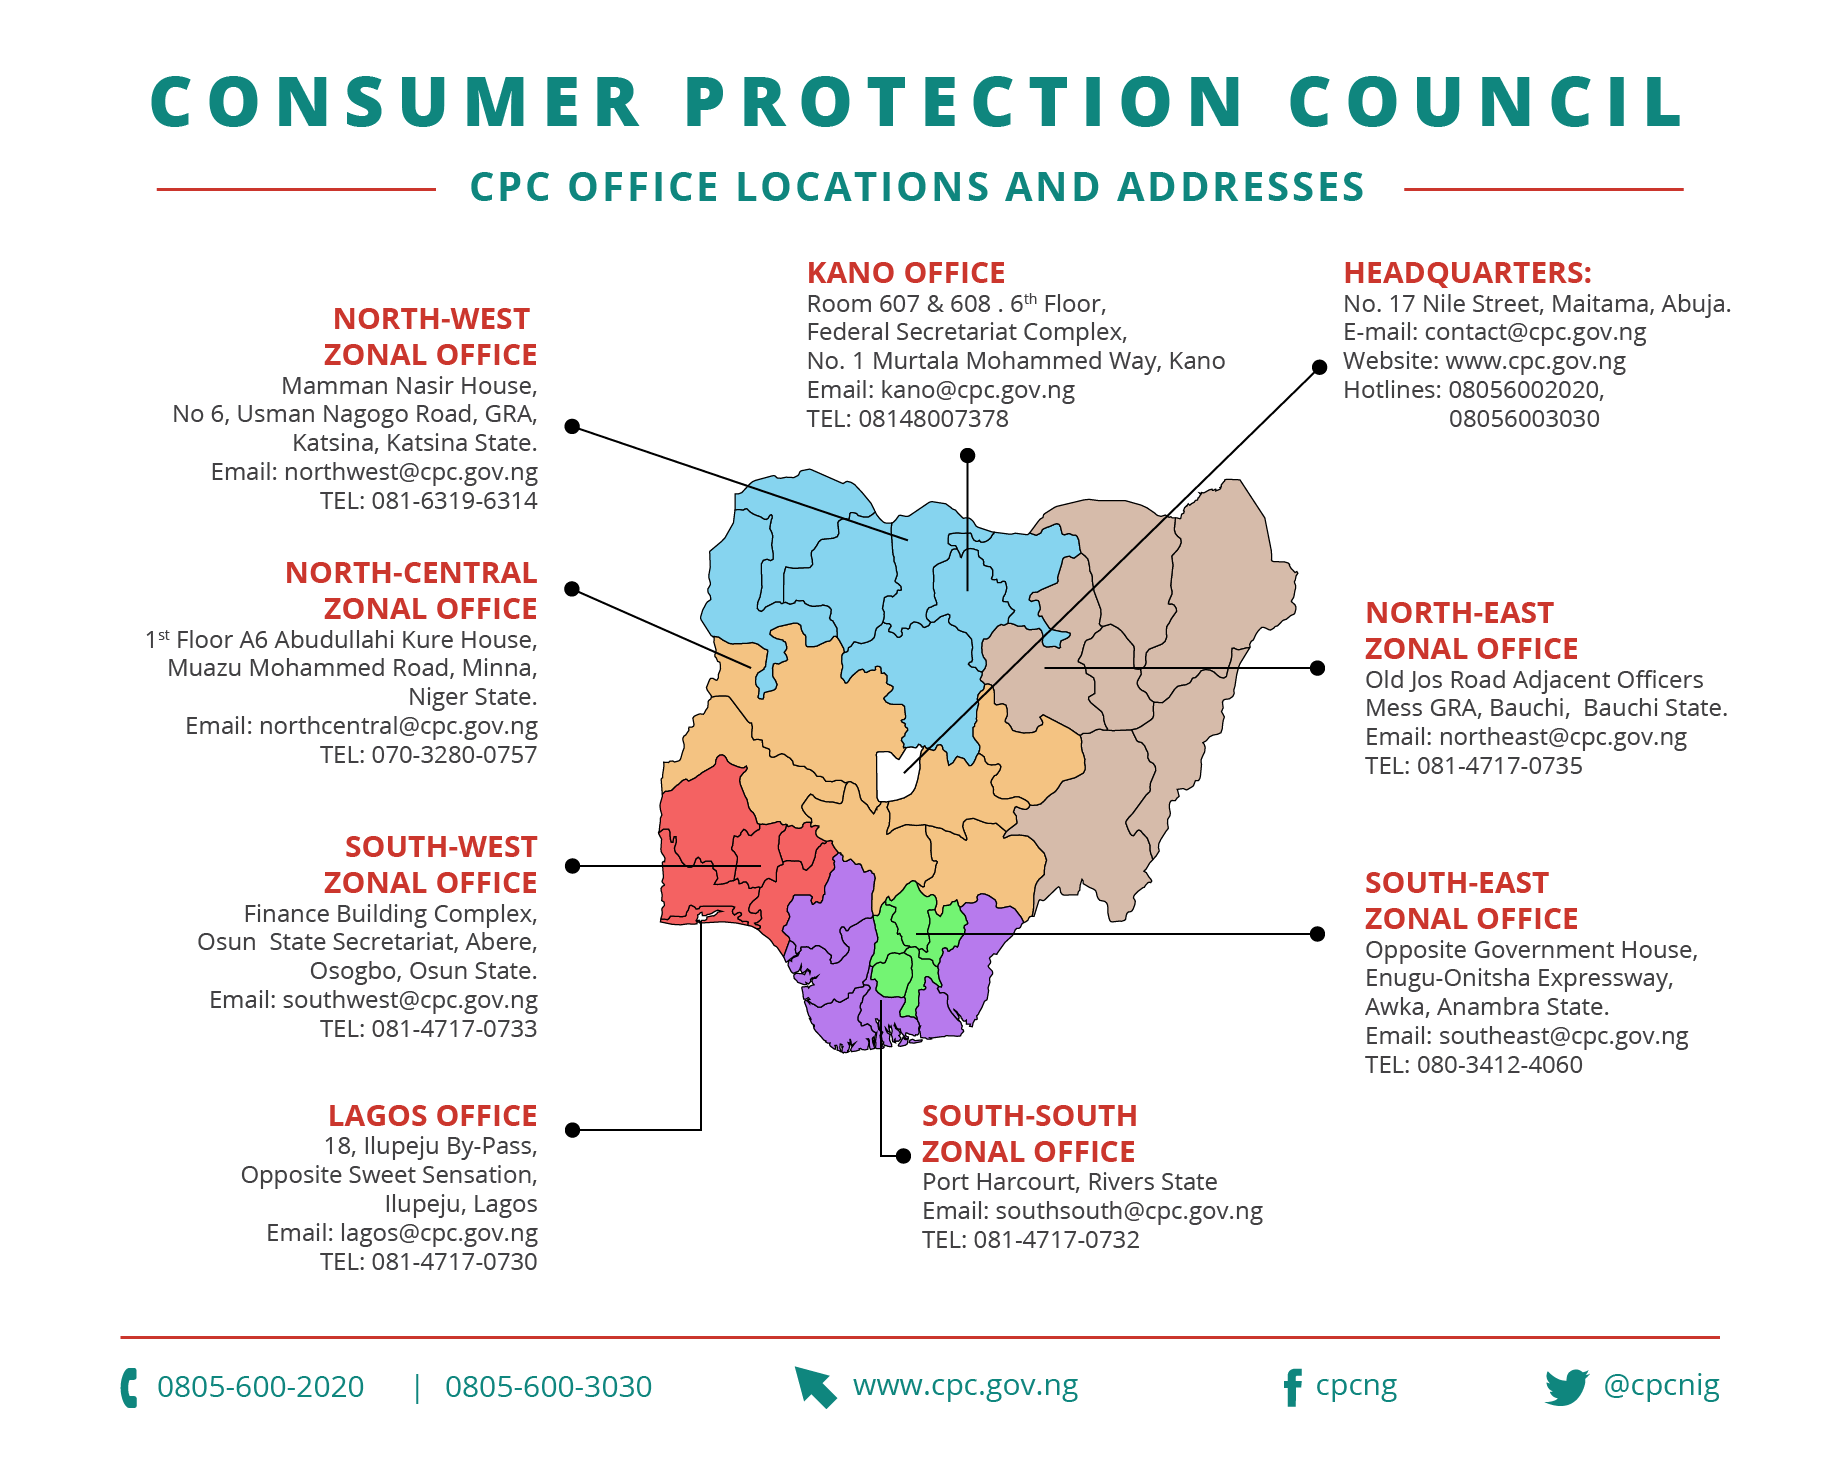 CONSUMER PROTECTION COUNCIL
CPC OFFICE LOCATIONS AND ADDRESSES
KANO OFFICE
Room 607 & 608 . 6th Floor,
Federal Secretariat Complex,
No. 1 Murtala Mohammed Way, Kano
Email: kano@cpc.gov.ng
TEL: 08148007378
HEADQUARTERS:
No. 17 Nile Street, Maitama, Abuja.
E-mail: contact@cpc.gov.ng
Website: www.cpc.gov.ng
Hotlines: 08056002020,
08056003030
NORTH-WEST
ZONAL OFFICE
Mamman Nasir House,
No 6, Usman Nagogo Road, GRA,
Katsina, Katsina State.
Email: northwest@cpc.gov.ng
TEL: 081-6319-6314
NORTH-CENTRAL
ZONAL OFFICE
1st Floor A6 Abudullahi Kure House,
Muazu Mohammed Road, Minna,
Niger State.
Email: northcentral@cpc.gov.ng
TEL: 070-3280-0757
NORTH-EAST
ZONAL OFFICE
Old Jos Road Adjacent Officers
Mess GRA, Bauchi,  Bauchi State.
Email: northeast@cpc.gov.ng
TEL: 081-4717-0735
SOUTH-WEST
ZONAL OFFICE
Finance Building Complex,
Osun  State Secretariat, Abere,
Osogbo, Osun State.
Email: southwest@cpc.gov.ng
TEL: 081-4717-0733
SOUTH-EAST
ZONAL OFFICE
Opposite Government House,
Enugu-Onitsha Expressway,
Awka, Anambra State.
Email: southeast@cpc.gov.ng
TEL: 080-3412-4060
LAGOS OFFICE
18, Ilupeju By-Pass,
Opposite Sweet Sensation,
Ilupeju, Lagos
Email: lagos@cpc.gov.ng
TEL: 081-4717-0730
SOUTH-SOUTH
ZONAL OFFICE
Port Harcourt, Rivers State
Email: southsouth@cpc.gov.ng
TEL: 081-4717-0732
0805-600-2020 | 0805-600-3030 www.cpc.gov.ng cpcng @cpcnig